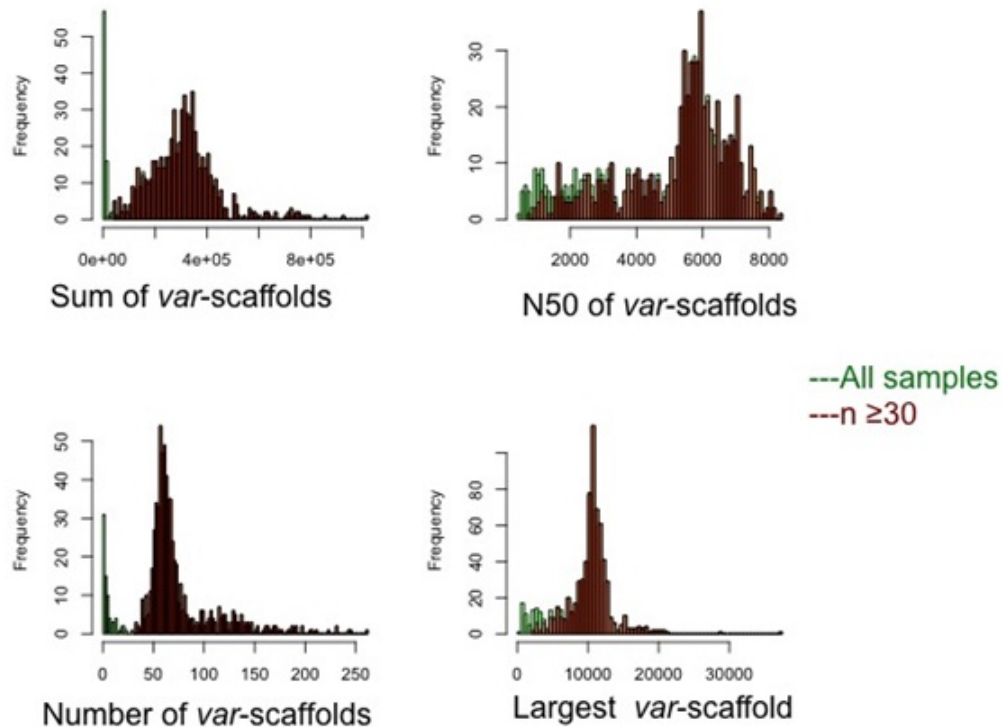 Frequency
50
40
30
20
10
0
0e+00 4e+05 8e+05
Sum of var-scaffolds
Frequency
30
20
10
0
2000 4000 6000 8000
N50 of var-scaffolds
---All samples
---n ≥30
Frequency
50
40
30
20
10
0
0 50 100 150 200 250
Number of var-scaffolds
Frequency
80
60
40
20
0
0 10000 20000 30000
Largest var-scaffold